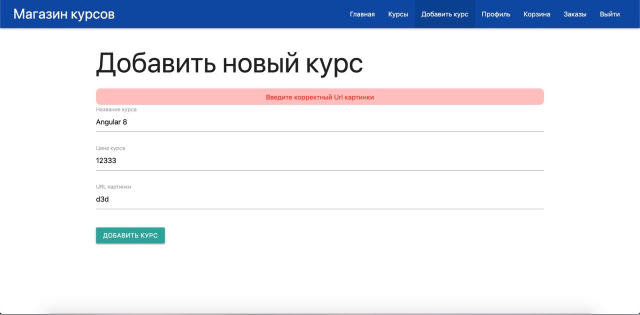 Магазин курсов
Главная Курсы Добавить курс Профиль Корзина Заказы Выйти
Добавить новый курс
Введите корректный Url картинки
Название курса
Angular 8
Цена курса
12333
URL картинки
d3d
ДОБАВИТЬ КУРС